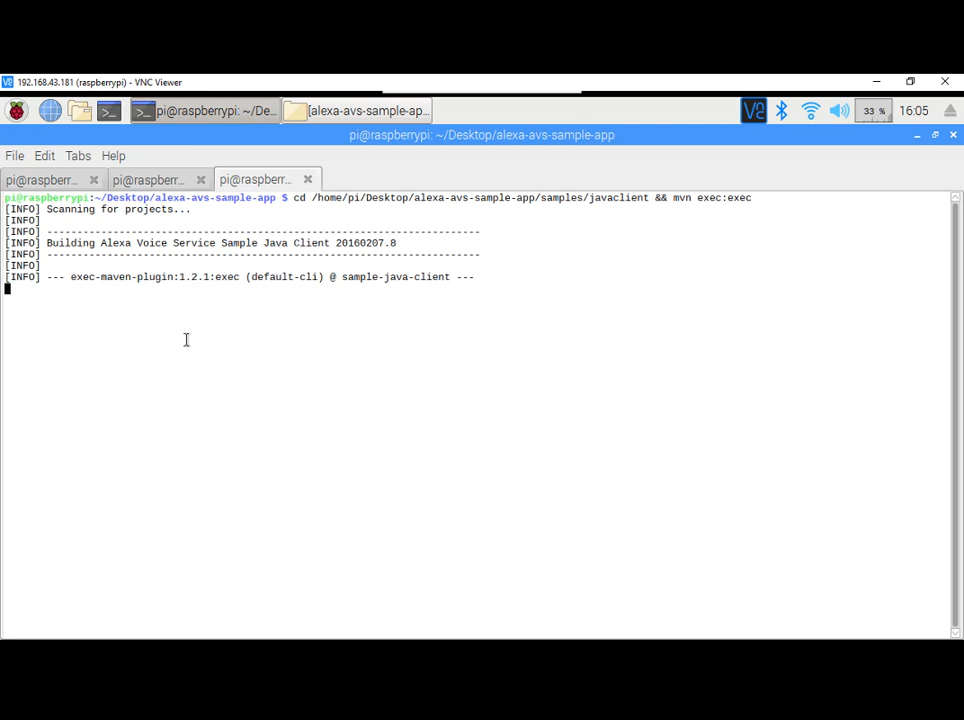 192.168.43.181 (raspberrypi) - VNC Viewer
pi@raspberrypi: ~/De... [alexa-avs-sample-ap... 33 % 16:05
pi@raspberrypi: ~/Desktop/alexa-avs-sample-app
File Edit Tabs Help
pi@raspberr... pi@raspberr... pi@raspberr...
pi@raspberrypi:~/Desktop/alexa-avs-sample-app $ cd /home/pi/Desktop/alexa-avs-sample-app/samples/javaclient && mvn exec:exec
[INFO] Scanning for projects...
[INFO]
[INFO] ------------------------------------------------------------------------
[INFO] Building Alexa Voice Service Sample Java Client 20160207.8
[INFO] ------------------------------------------------------------------------
[INFO]
[INFO] --- exec-maven-plugin:1.2.1:exec (default-cli) @ sample-java-client ---